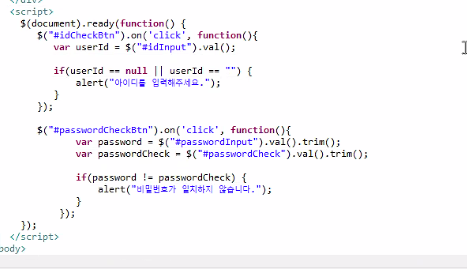 </div>
<script>
$(document).ready(function() {
$("#idCheckBtn").on('click', function(){
var userId = $("#idInput").val();
if(userId == null || userId == "") {
alert("아이디를 입력해주세요.");
}
});
$("#passwordCheckBtn").on('click', function(){
var password = $("#passwordInput").val().trim();
var passwordCheck = $("#passwordCheck").val().trim();
if(password != passwordCheck) {
alert("비밀번호가 일치하지 않습니다.");
}
});
});
</script>
body>